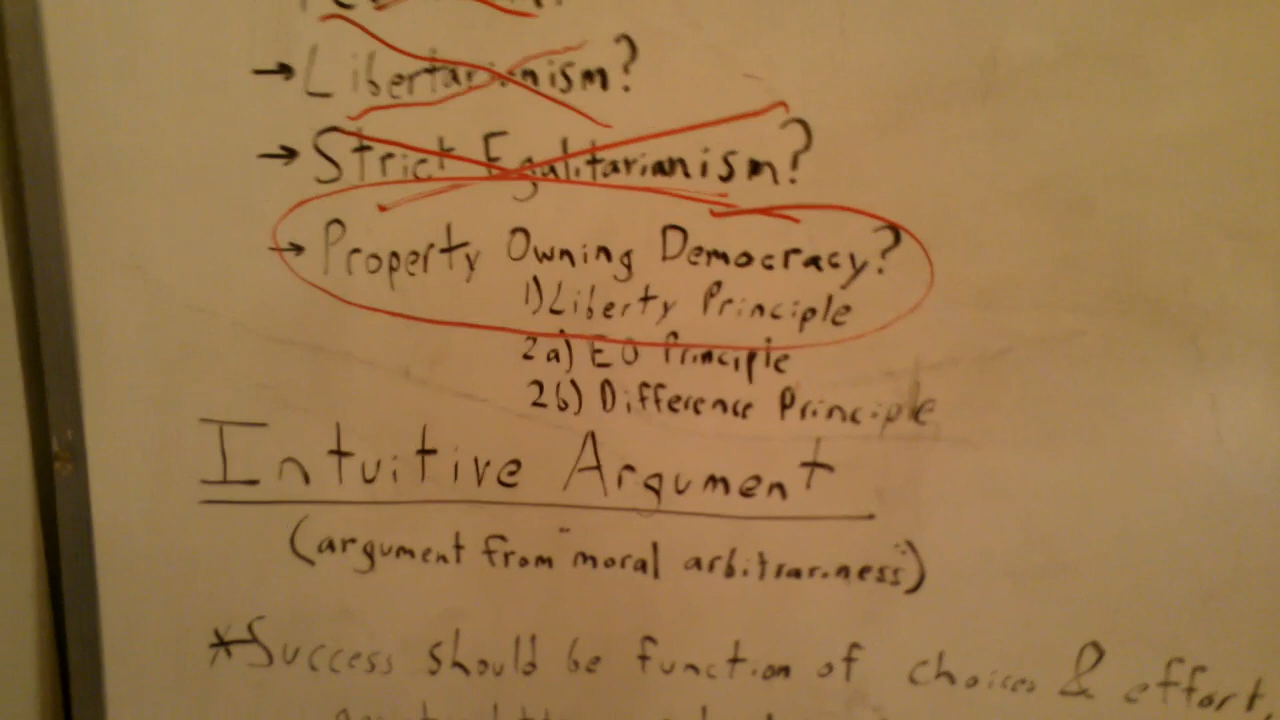 → Libertarianism?
→ Strict Egalitarianism?
→ Property Owning Democracy?
1) Liberty Principle
2a) EO Principle
2b) Difference Principle
Intuitive Argument
(argument from "moral arbitrariness")
*Success should be function of choices & effort,